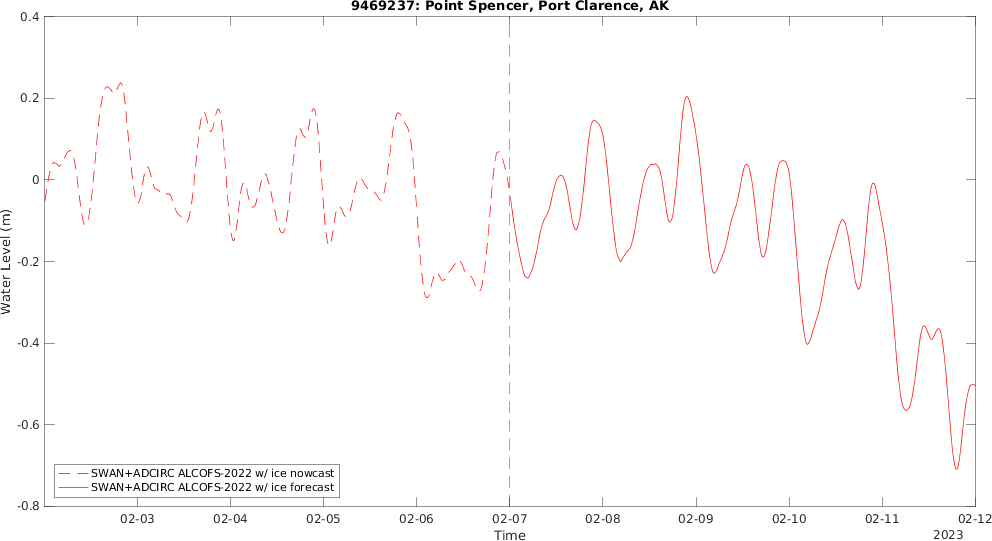 9469237: Point Spencer, Port Clarence, AK
0.4
0.2
0
-0.2
-0.4
-0.6
-0.8
Water Level (m)
SWAN+ADCIRC ALCOFS-2022 w/ ice nowcast
SWAN+ADCIRC ALCOFS-2022 w/ ice forecast
02-03 02-04 02-05 02-06 02-07 02-08 02-09 02-10 02-11 02-12
Time
2023